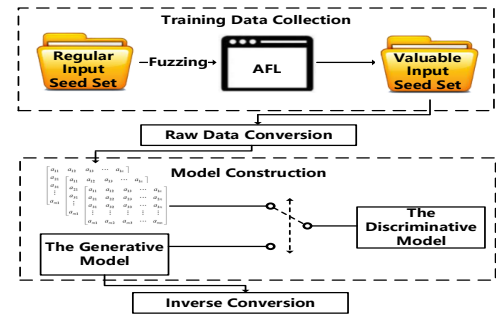 Training Data Collection
Regular
Input
Seed Set
Fuzzing
AFL
Valuable
Input
Seed Set
Raw Data Conversion
Model Construction
The Generative
Model
The
Discriminative
Model
Inverse Conversion